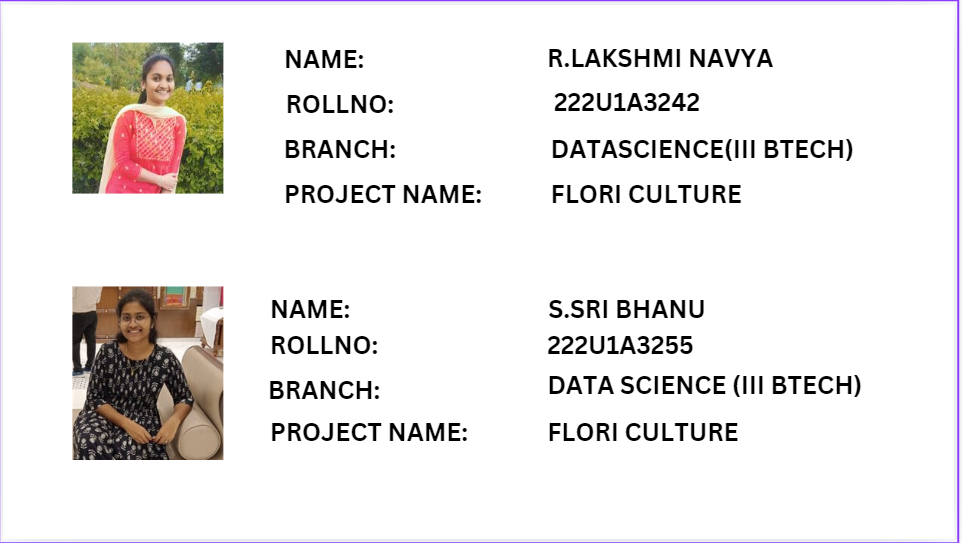 NAME: R.LAKSHMI NAVYA
ROLLNO: 222U1A3242
BRANCH: DATASCIENCE(III BTECH)
PROJECT NAME: FLORI CULTURE
NAME: S.SRI BHANU
ROLLNO: 222U1A3255
BRANCH: DATA SCIENCE (III BTECH)
PROJECT NAME: FLORI CULTURE